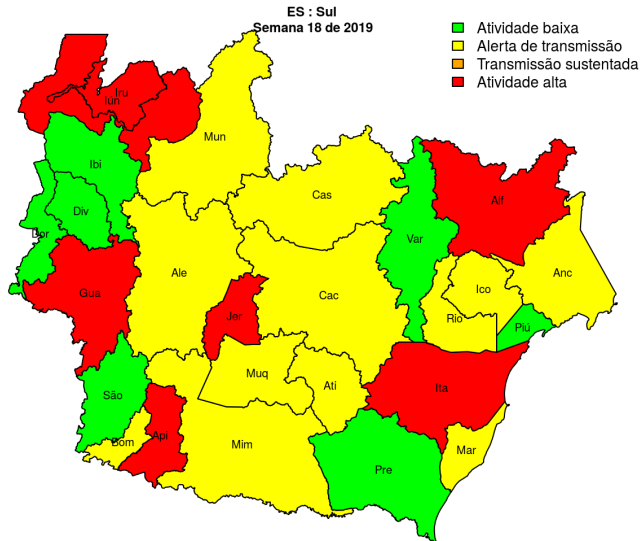 ES : Sul
Semana 18 de 2019
Atividade baixa
Alerta de transmissão
Transmissão sustentada
Atividade alta
Iru
Iún
Mun
Ibi
Cas
Alf
Div
Dor
Var
Ale
Anc
Gua
Cac
Ico
Jer
Rio
Piú
Muq
Ati
Ita
São
Bom
Api
Mim
Mar
Pre